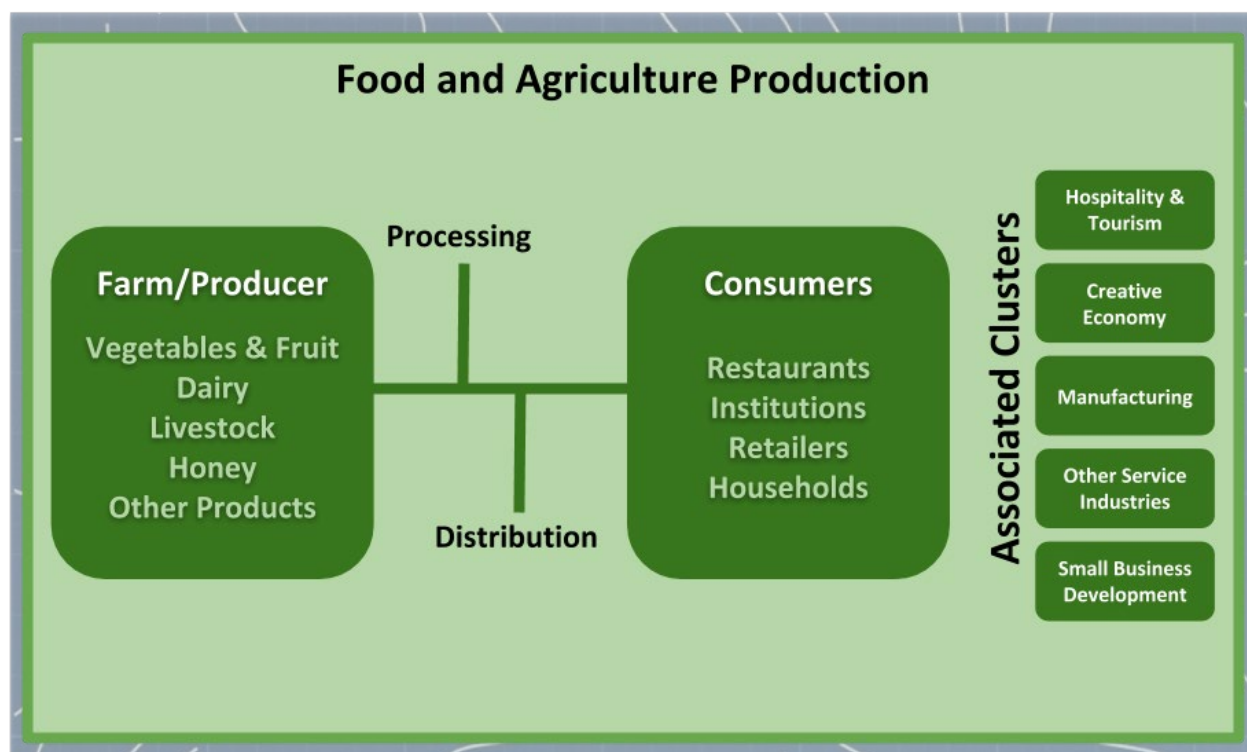 Food and Agriculture Production
Processing
Farm/Producer
Vegetables & Fruit
Dairy
Livestock
Honey
Other Products
Distribution
Consumers
Restaurants
Institutions
Retailers
Households
Associated Clusters
Hospitality &
Tourism
Creative
Economy
Manufacturing
Other Service
Industries
Small Business
Development